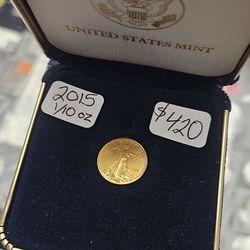 UNITED STATES MINT
2015
1/10 OZ
$420